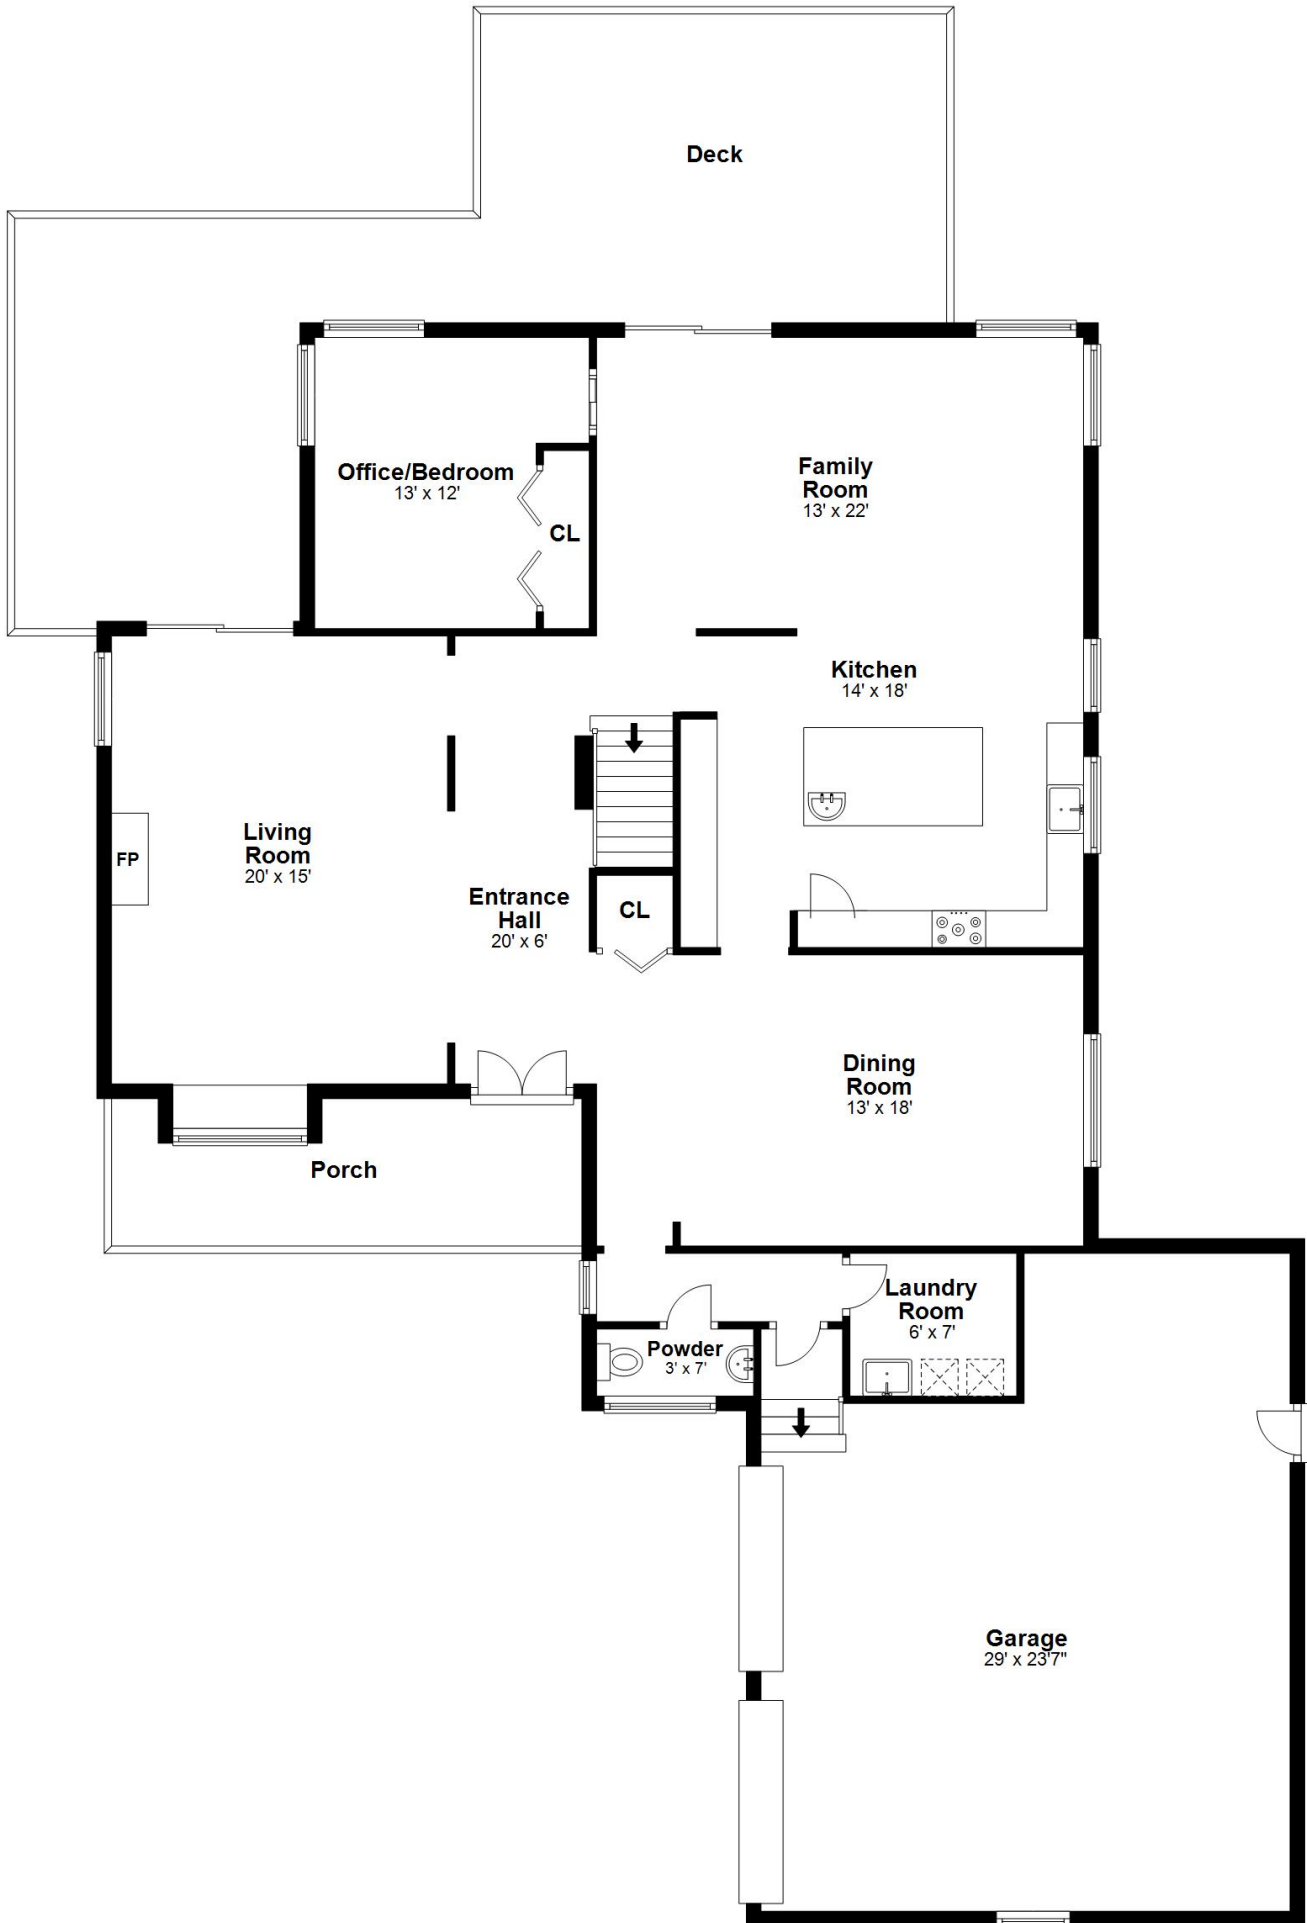 Deck
Office/Bedroom
13' x 12'
CL
Family
Room
13' x 22'
Kitchen
14' x 18'
Living
Room
20' x 15'
FP
Entrance
Hall
20' x 6'
CL
Dining
Room
13' x 18'
Porch
Laundry
Room
6' x 7'
Powder
3' x 7'
Garage
29' x 23'7"